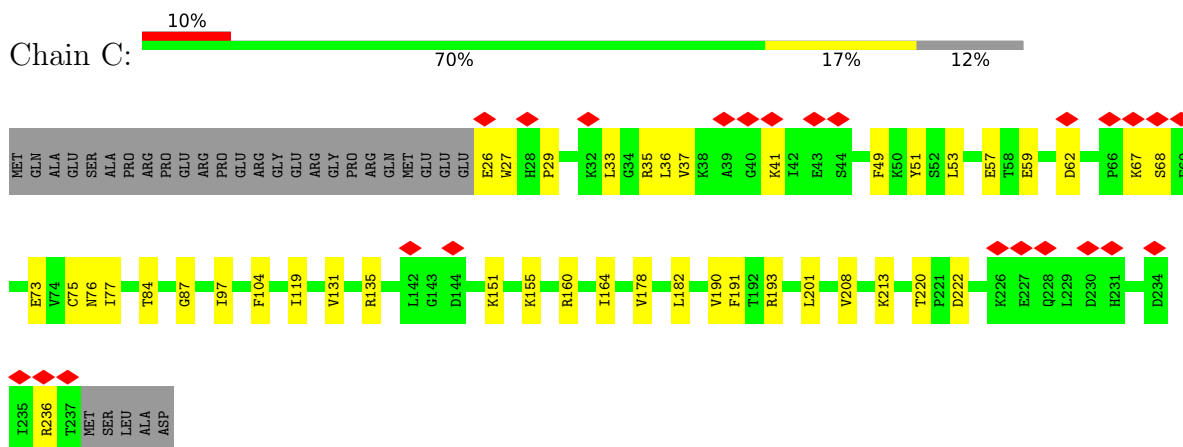 10%
Chain C:
70% 17% 12%
MET GLN ALA GLU SER ALA PRO ARG PRO PRO GLU ARG PRO GLU ARG GLY GLU ARG GLY PRO ARG GLN MET GLU GLU GLU E26 W27 H28 P29 K32 L33 G34 R35 L36 V37 K38 A39 G40 K41 I42 E43 S44 F49 K50 Y51 S52 L53 E57 T58 E59 D62 P66 K67 S68
E73 V74 C75 N76 I77 T84 G87 I97 F104 I119 V131 R135 L142 G143 D144 K151 K155 R160 I164 V178 L182 V190 F191 T192 R193 L201 V208 K213 T220 P221 D222 K226 E227 Q228 L229 D230 H231 D234
I235 R236 T237 MET SER LEU ALA ASP